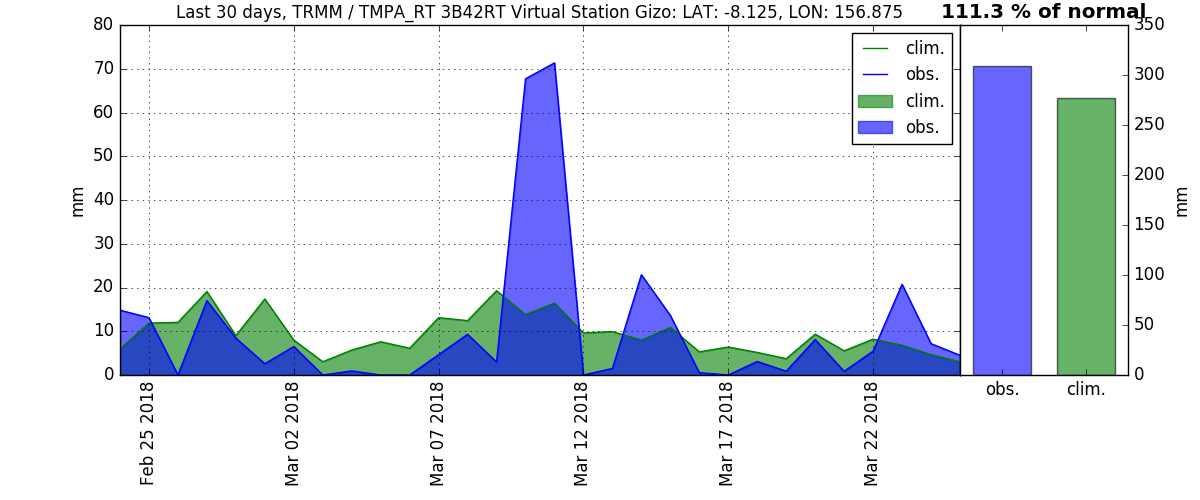 Last 30 days, TRMM / TMPA_RT 3B42RT Virtual Station Gizo: LAT: -8.125, LON: 156.875
111.3 % of normal
80
70
60
50
40
30
20
10
0
mm
clim.
obs.
clim.
obs.
Feb 25 2018
Mar 02 2018
Mar 07 2018
Mar 12 2018
Mar 17 2018
Mar 22 2018
350
300
250
200
150
100
50
0
mm
obs.
clim.